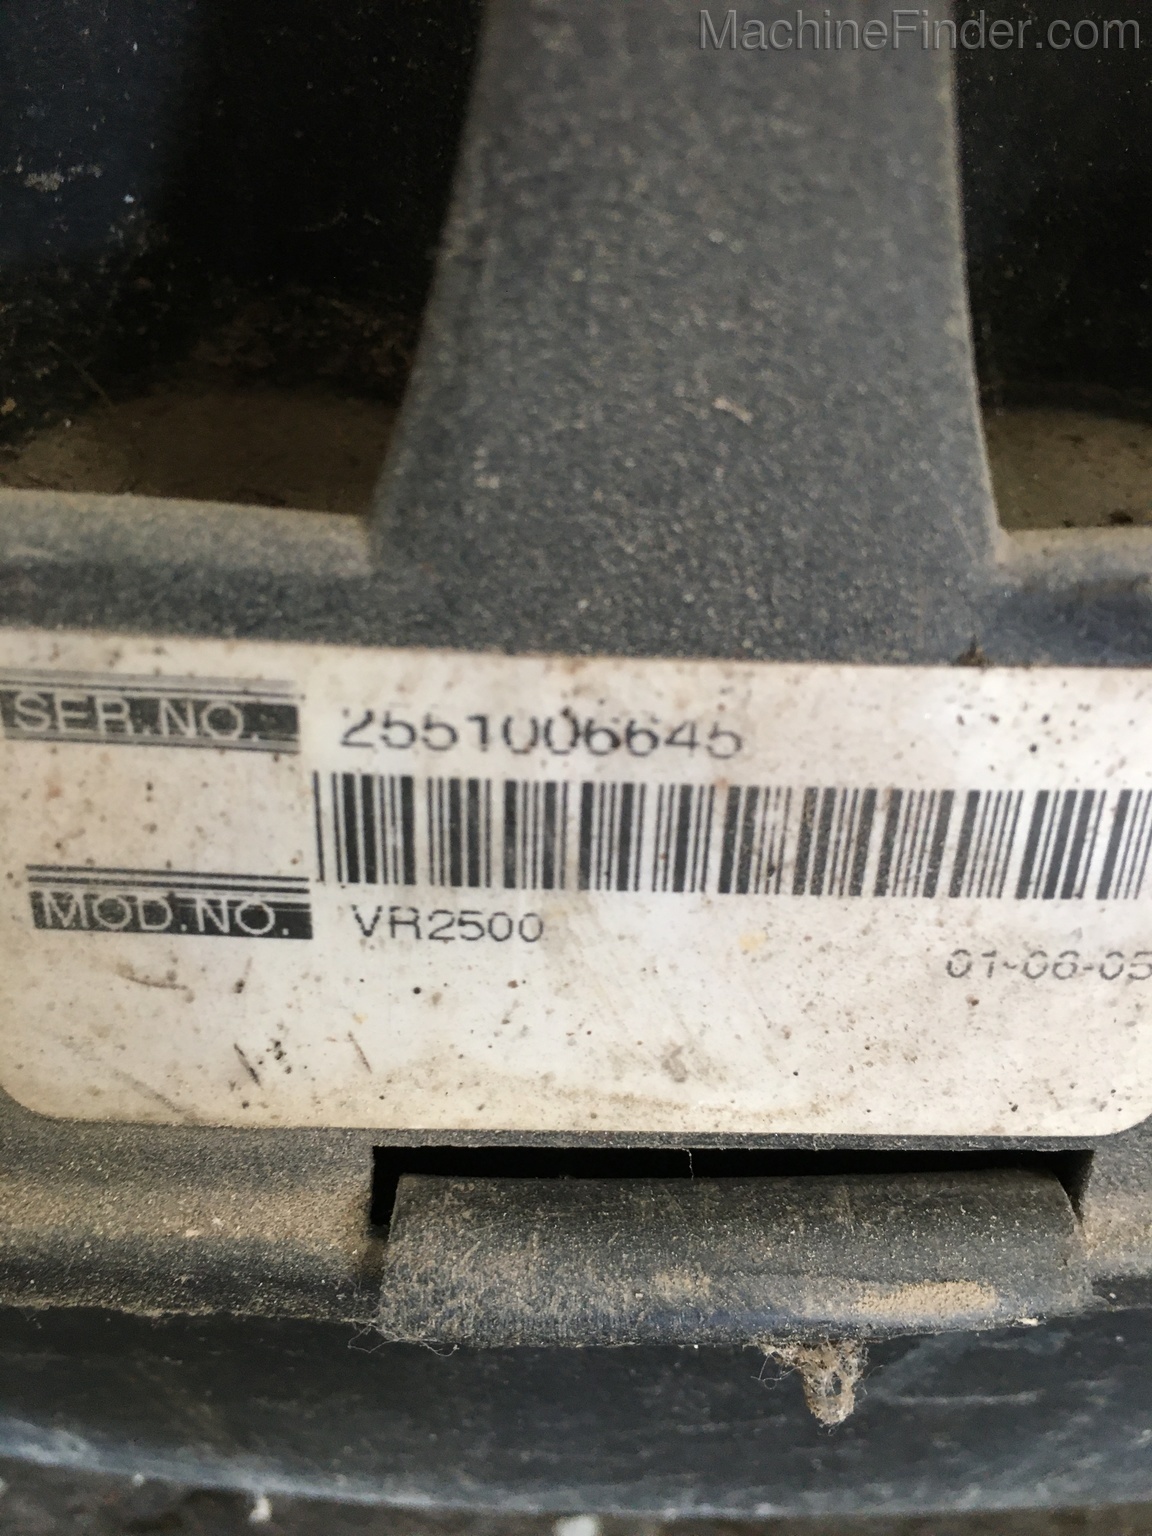 MachineFinder.com
SER.NO. 2551006645
MOD.NO. VR2500
01-06-05